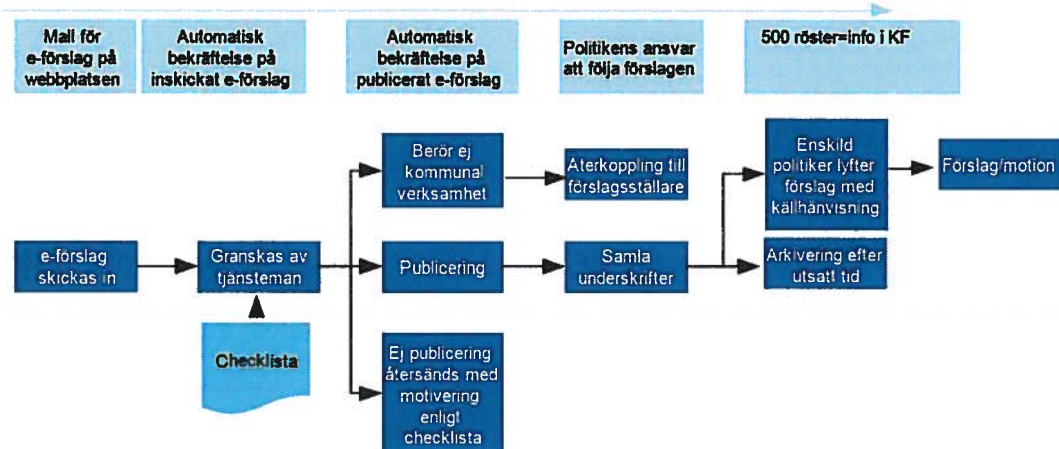 Mall för
e-förslag på
webbplatsen
Automatisk
bekräftelse på
inskickat e-förslag
Automatisk
bekräftelse på
publicerat e-förslag
Politikens ansvar
att följa förslagen
500 röster=info i KF
Berör ej
kommunal
verksamhet
Återkoppling till
förslagsställare
Enskild
politiker lyfter
förslag med
källhänvisning
Förslag/motion
e-förslag
skickas in
Granskas av
tjänsteman
Publicering
Samla
underskrifter
Arkivering efter
utsatt tid
Checklista
Ej publicering
återsänds med
motivering
enligt
checklista